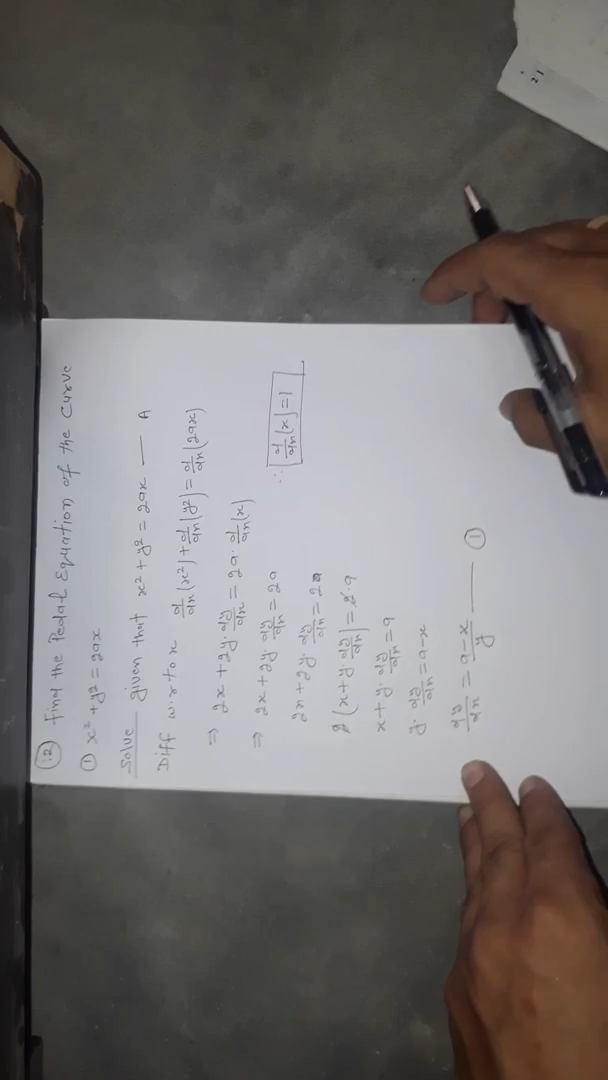 (12) Find the Pedal Equation of the Curve
① x² + y² = 2ax
Solve given that x² + y² = 2ax — A
Diff w.r to x d/dx (x²) + d/dx (y²) = d/dx (2ax)
⇒ 2x + 2y · dy/dx = 2a · d/dx (x)
⇒ 2x + 2y · dy/dx = 2a ∴ [d/dx (x) = 1]
2x + 2y dy/dx = 2a
2 (x + y · dy/dx) = 2 · a
x + y · dy/dx = a
y · dy/dx = a - x
dy/dx = a - x / y —— ①
21